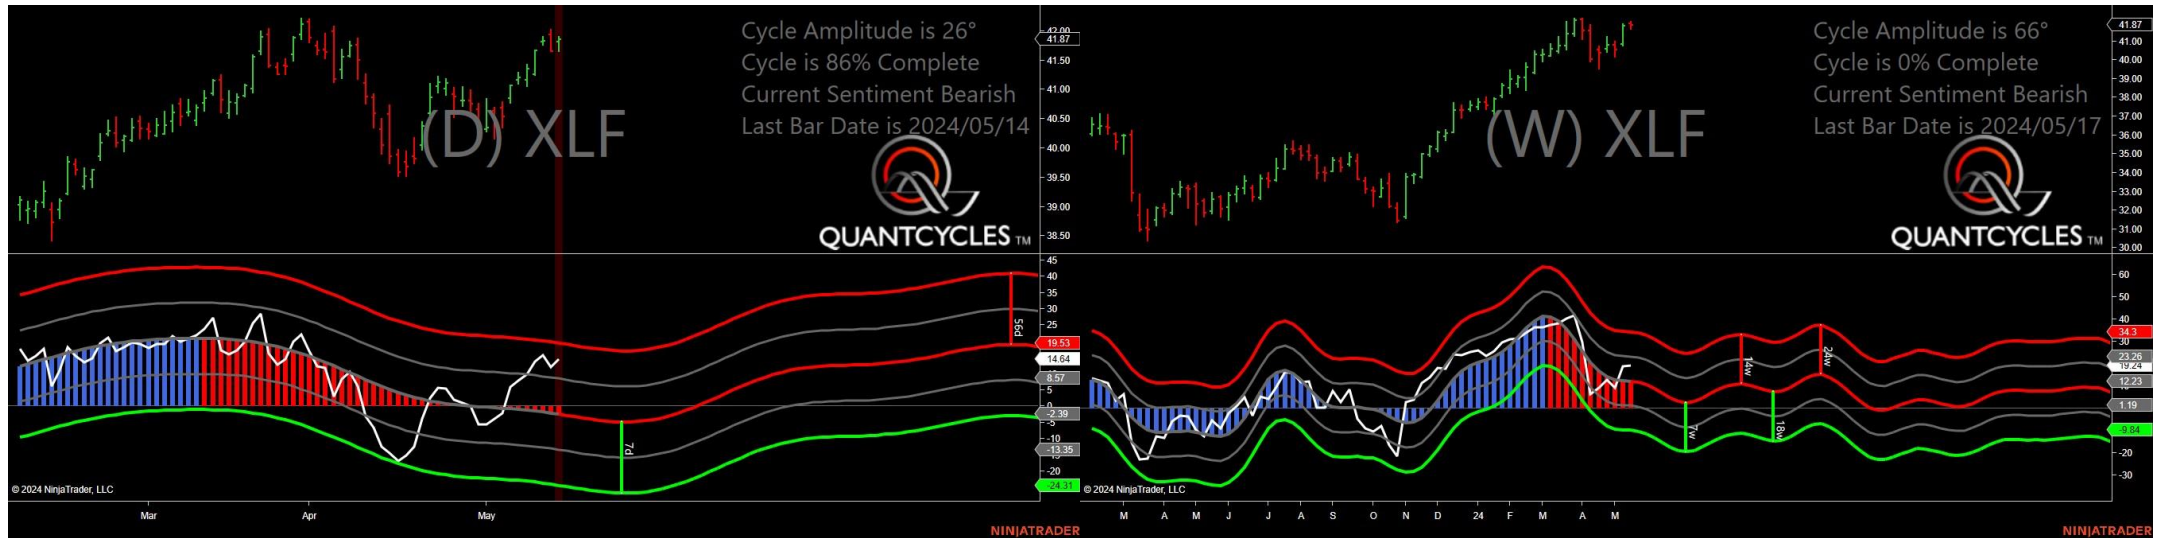 Cycle Amplitude is 26°
Cycle is 86% Complete
Current Sentiment Bearish
Last Bar Date is 2024/05/14
(D) XLF
QUANTCYCLES TM
42.00
41.87
41.50
41.00
40.50
40.00
39.50
39.00
38.50
45
40
35
30
25
19.53
14.64
8.57
5
0
-2.39
-5
-10
-13.35
-20
-24.31
7d
56d
© 2024 NinjaTrader, LLC
Mar Apr May
NINJATRADER
Cycle Amplitude is 66°
Cycle is 0% Complete
Current Sentiment Bearish
Last Bar Date is 2024/05/17
(W) XLF
QUANTCYCLES TM
41.87
41.00
40.00
39.00
38.00
37.00
36.00
35.00
34.00
33.00
32.00
31.00
30.00
60
50
40
34.3
30
23.26
19.24
12.23
1.19
-9.84
-20
-30
7w
14w
18w
24w
© 2024 NinjaTrader, LLC
M A M J J A S O N D 24 F M A M
NINJATRADER